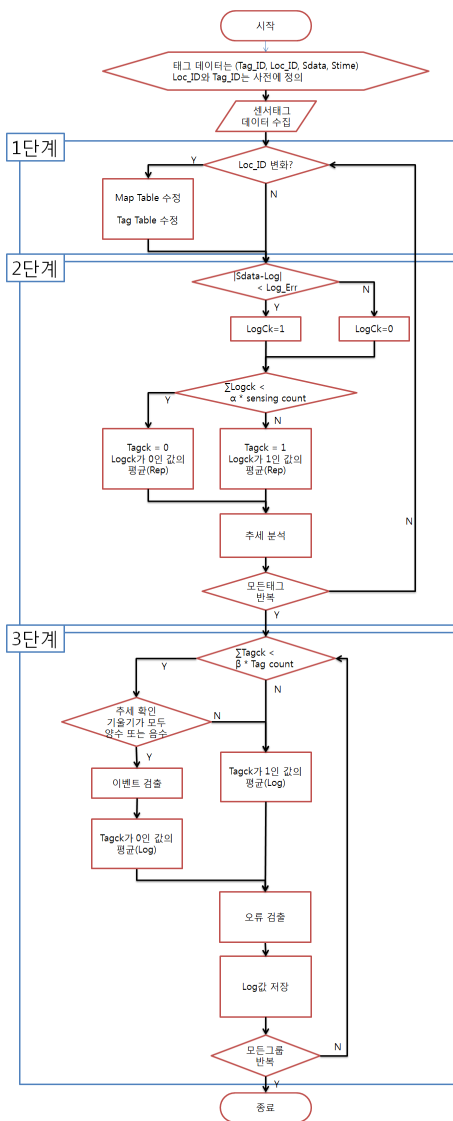 시작
태그 데이터는 (Tag_ID, Loc_ID, Sdata, Stime)
Loc_ID와 Tag_ID는 사전에 정의
센서태그
데이터 수집
1단계
Loc_ID 변화?
Y
N
Map Table 수정
Tag Table 수정
2단계
|Sdata-Log|
< Log_Err
N
Y
LogCk=1
LogCk=0
∑Logck <
α * sensing count
Y
N
Tagck = 0
Logck가 0인 값의
평균(Rep)
Tagck = 1
Logck가 1인 값의
평균(Rep)
추세 분석
N
모든태그
반복
Y
3단계
∑Tagck <
β * Tag count
Y
N
추세 확인
기울기가 모두
양수 또는 음수
N
Y
이벤트 검출
Tagck가 1인 값의
평균(Log)
Tagck가 0인 값의
평균(Log)
오류 검출
Log값 저장
모든그룹
반복
N
Y
종료